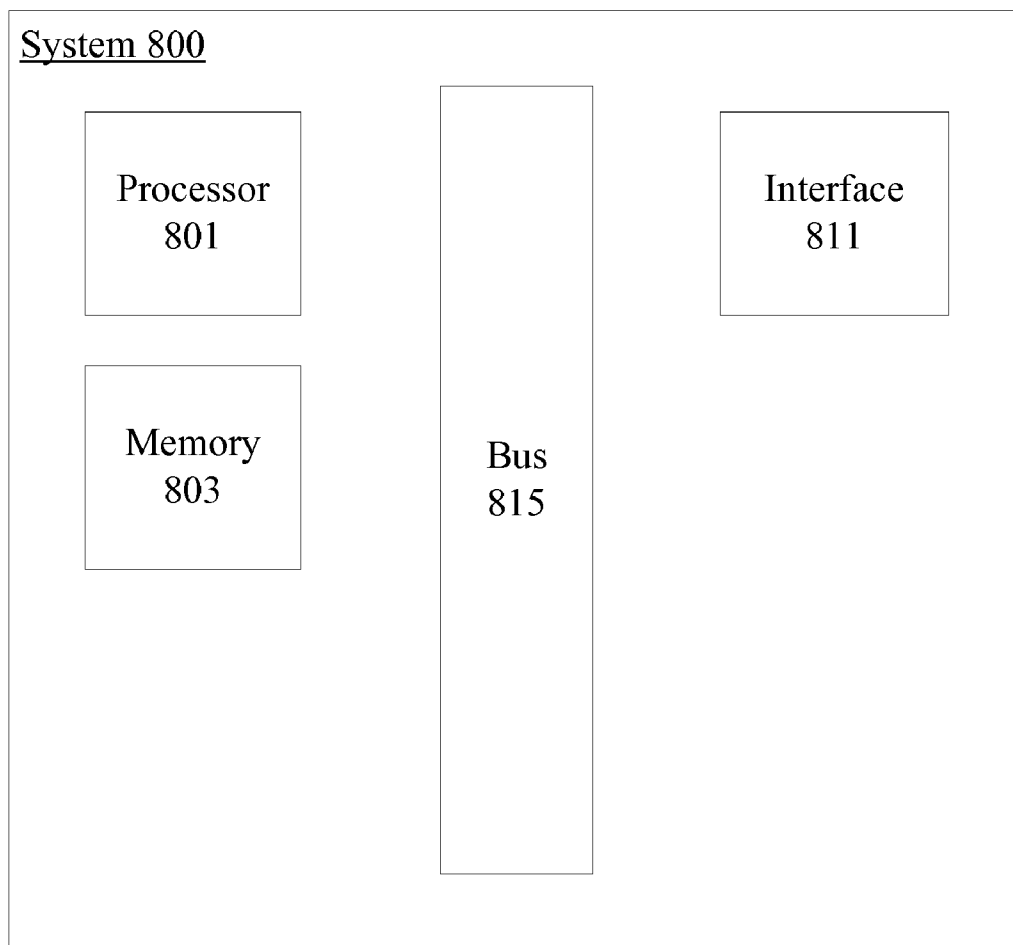 System 800
Processor
801
Interface
811
Memory
803
Bus
815